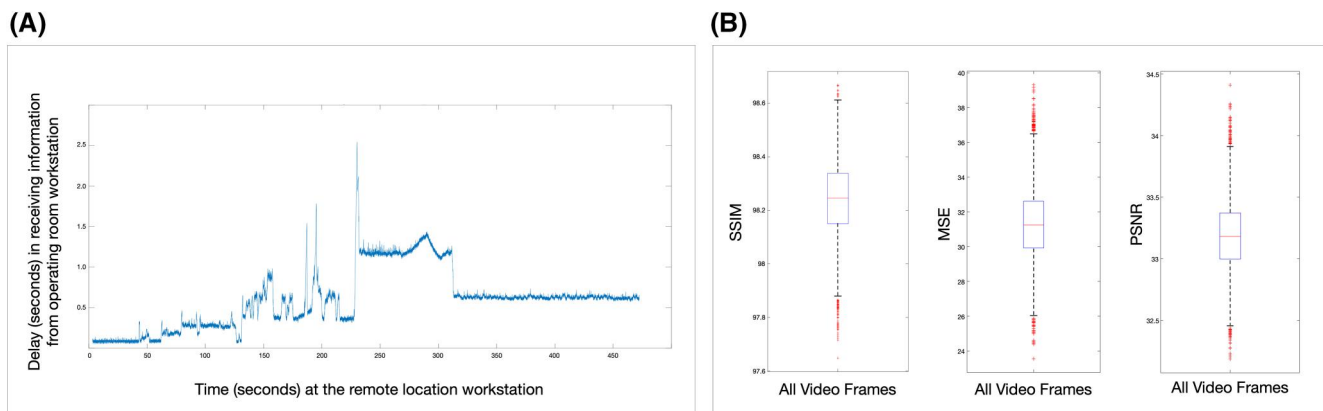 (A)
Delay (seconds) in receiving information
from operating room workstation
2.5
2.0
1.5
1.0
0.5
0 50 100 150 200 250 300 350 400 450
Time (seconds) at the remote location workstation
(B)
SSIM
98.6
98.4
98.2
98
97.8
97.6
All Video Frames
MSE
40
38
36
34
32
30
28
26
24
All Video Frames
PSNR
34.5
34
33.5
33
32.5
All Video Frames